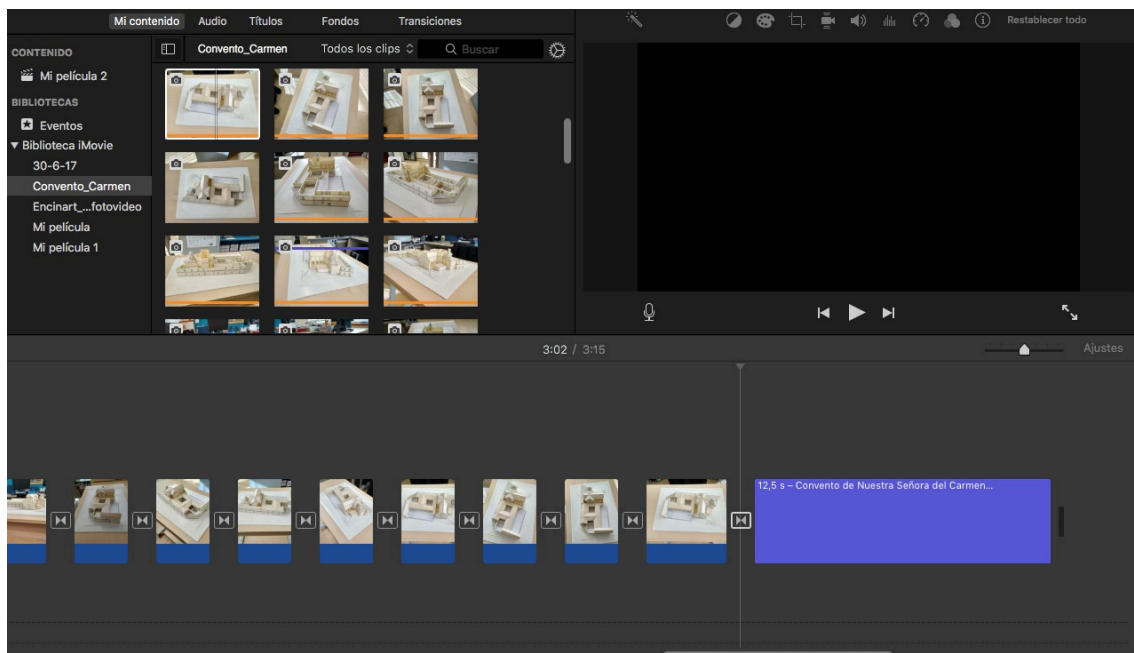 Mi contenido Audio Títulos Fondos Transiciones
Restablecer todo
CONTENIDO
Convento_Carmen Todos los clips Buscar
Mi película 2
BIBLIOTECAS
Eventos
Biblioteca iMovie
30-6-17
Convento_Carmen
Encinart_...fotovideo
Mi película
Mi película 1
3:02 / 3:15
Ajustes
12,5 s – Convento de Nuestra Señora del Carmen...